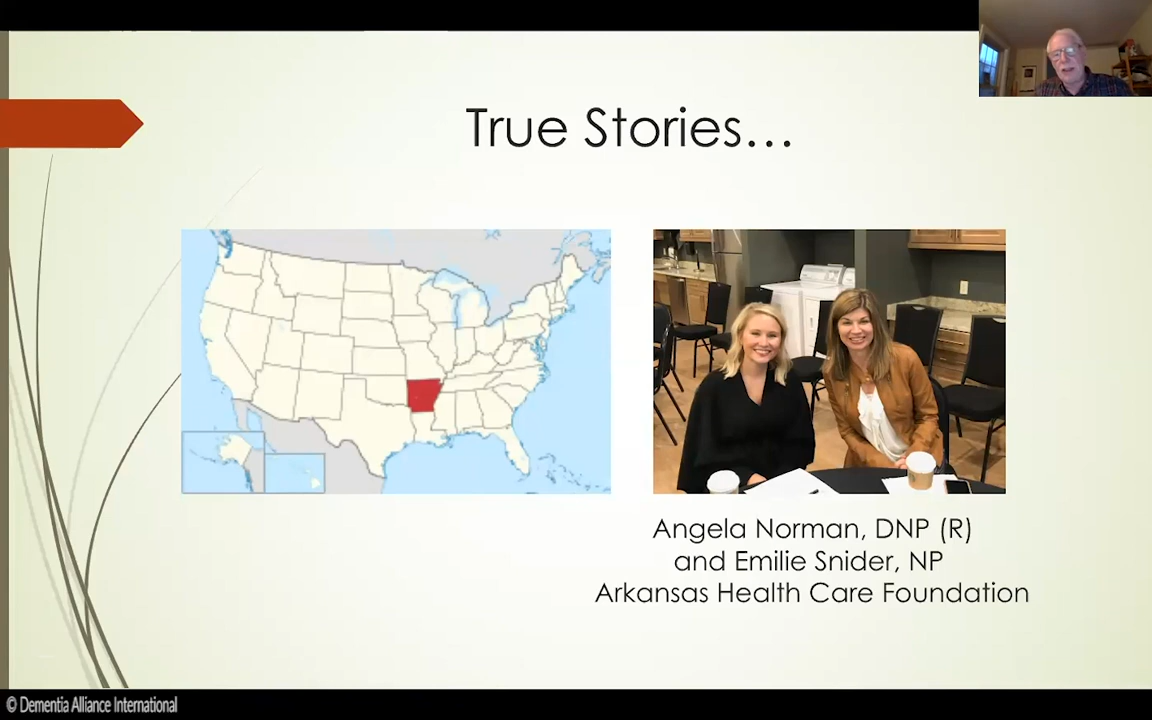 True Stories...
Angela Norman, DNP (R)
and Emilie Snider, NP
Arkansas Health Care Foundation
© Dementia Alliance International